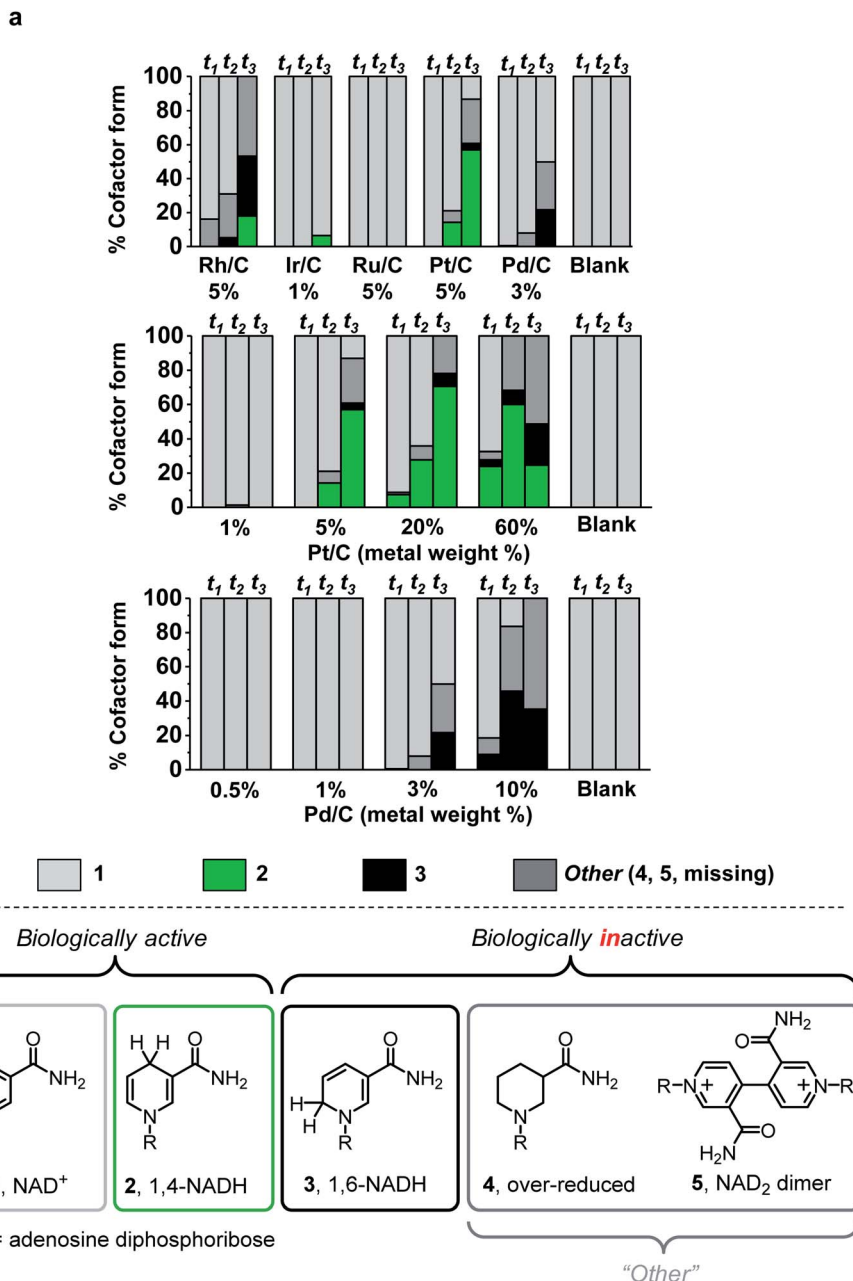 a
t1 t2 t3 t1 t2 t3 t1 t2 t3 t1 t2 t3 t1 t2 t3 t1 t2 t3
% Cofactor form
100
80
60
40
20
0
Rh/C Ir/C Ru/C Pt/C Pd/C Blank
5% 1% 5% 5% 3%
t1 t2 t3 t1 t2 t3 t1 t2 t3 t1 t2 t3 t1 t2 t3
% Cofactor form
100
80
60
40
20
0
1% 5% 20% 60% Blank
Pt/C (metal weight %)
t1 t2 t3 t1 t2 t3 t1 t2 t3 t1 t2 t3 t1 t2 t3
% Cofactor form
100
80
60
40
20
0
0.5% 1% 3% 10% Blank
Pd/C (metal weight %)
1 2 3 Other (4, 5, missing)
Biologically active Biologically inactive
O
NH2
, NAD+
H H
O
NH2
N
R
2, 1,4-NADH
O
NH2
H
H
N
R
3, 1,6-NADH
O
NH2
N
R
4, over-reduced
NH2
O
R N + + N R
O
H2N
5, NAD2 dimer
= adenosine diphosphoribose
"Other"